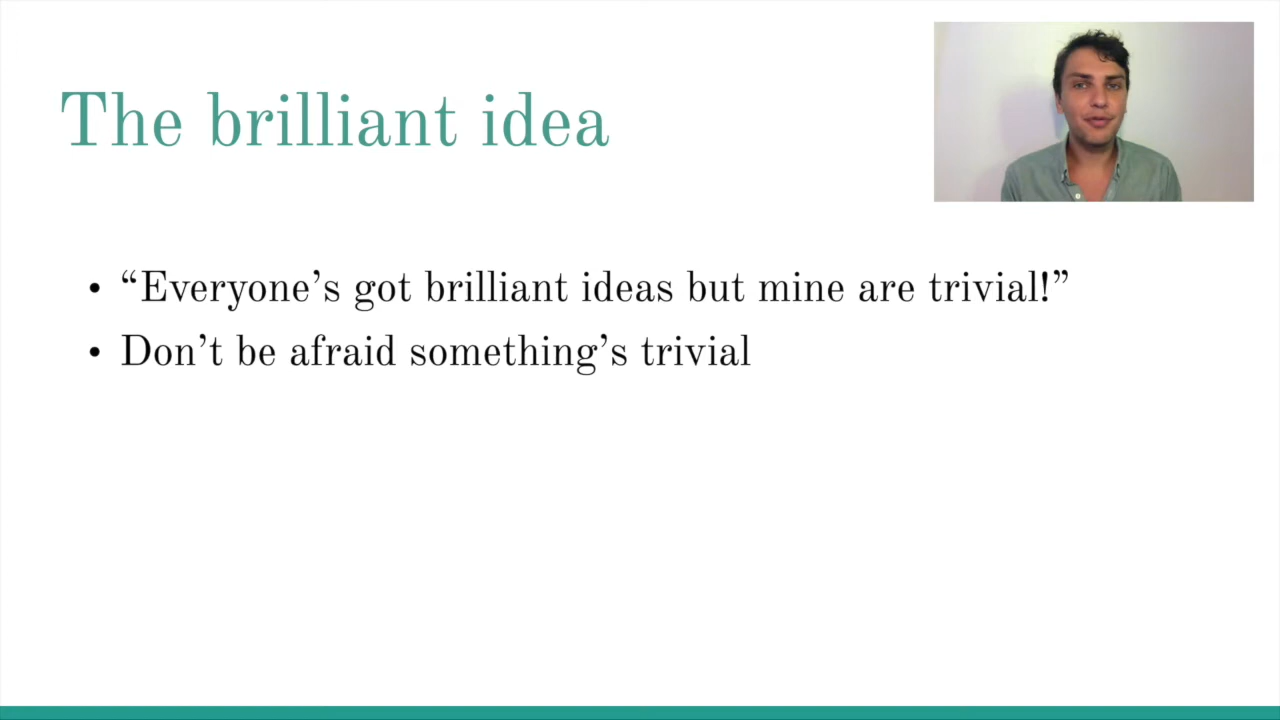 The brilliant idea
• “Everyone’s got brilliant ideas but mine are trivial!”
• Don’t be afraid something’s trivial